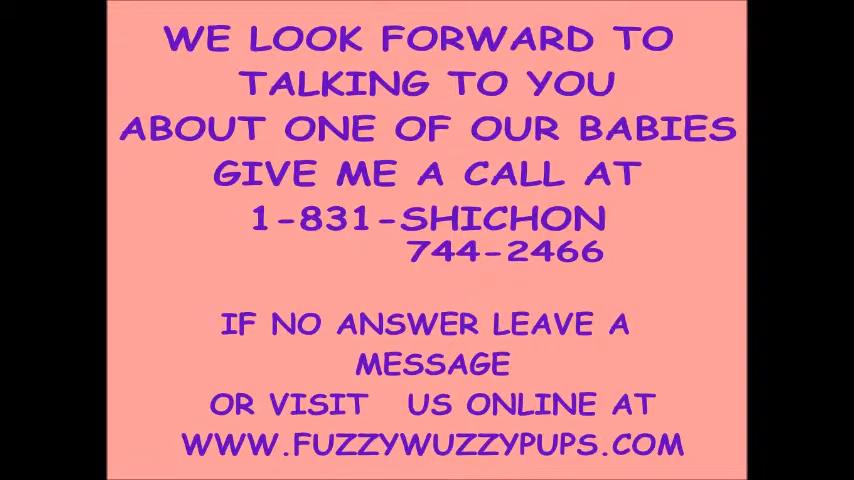 WE LOOK FORWARD TO
TALKING TO YOU
ABOUT ONE OF OUR BABIES
GIVE ME A CALL AT
1-831-SHICHON
744-2466
IF NO ANSWER LEAVE A
MESSAGE
OR VISIT US ONLINE AT
WWW.FUZZYWUZZYPUPS.COM